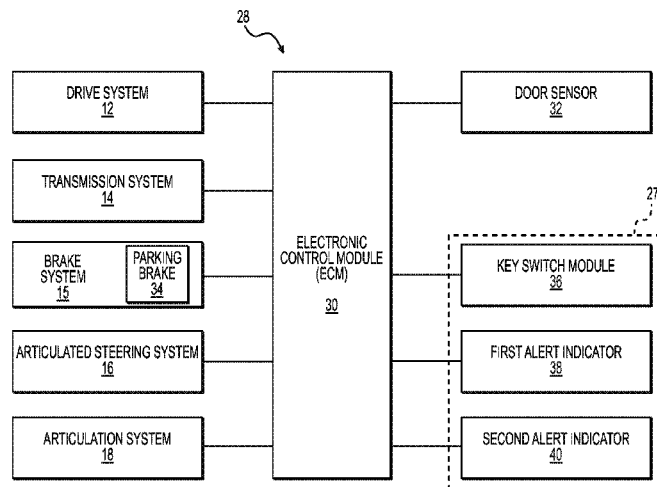 28
DRIVE SYSTEM
12
TRANSMISSION SYSTEM
14
BRAKE
SYSTEM
15
PARKING
BRAKE
34
ARTICULATED STEERING SYSTEM
16
ARTICULATION SYSTEM
18
ELECTRONIC
CONTROL MODULE
(ECM)
30
DOOR SENSOR
32
27
KEY SWITCH MODULE
36
FIRST ALERT INDICATOR
38
SECOND ALERT INDICATOR
40